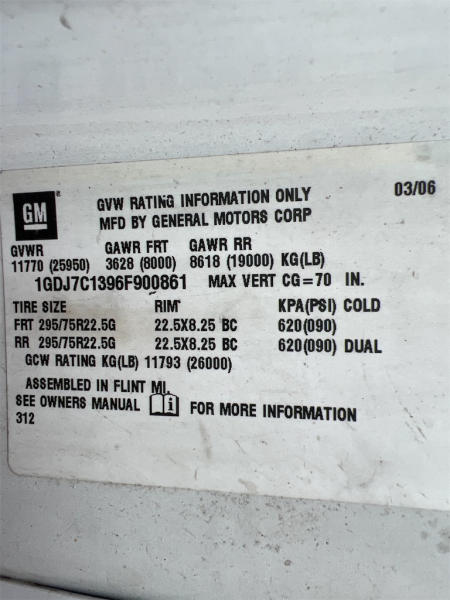 GM ®
GVW RATING INFORMATION ONLY 03/06
MFD BY GENERAL MOTORS CORP
GVWR GAWR FRT GAWR RR
11770 (25950) 3628 (8000) 8618 (19000) KG(LB)
1GDJ7C1396F900861 MAX VERT CG=70 IN.
TIRE SIZE RIM KPA(PSI) COLD
FRT 295/75R22.5G 22.5X8.25 BC 620(090)
RR 295/75R22.5G 22.5X8.25 BC 620(090) DUAL
GCW RATING KG(LB) 11793 (26000)
ASSEMBLED IN FLINT MI.
SEE OWNERS MANUAL i FOR MORE INFORMATION
312